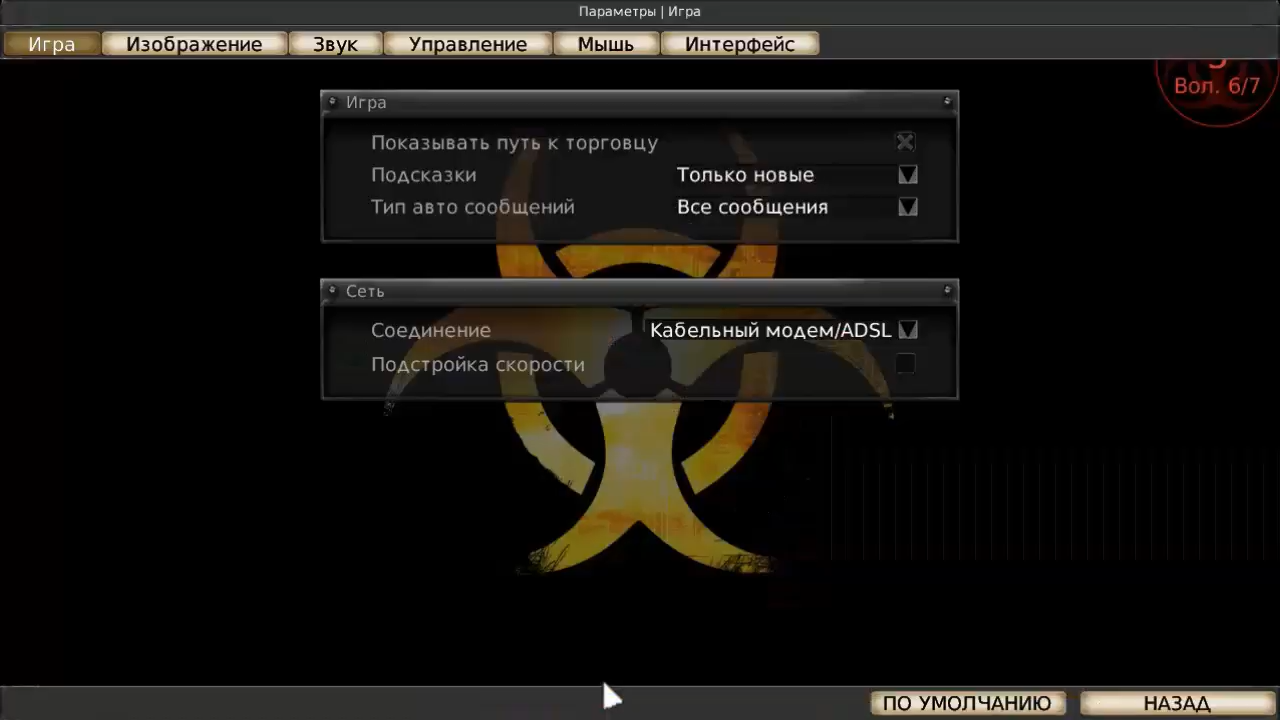 Параметры | Игра
Игра Изображение Звук Управление Мышь Интерфейс
Вол. 6/7
Игра
Показывать путь к торговцу
Подсказки Только новые
Тип авто сообщений Все сообщения
Сеть
Соединение Кабельный модем/ADSL
Подстройка скорости
ПО УМОЛЧАНИЮ НАЗАД